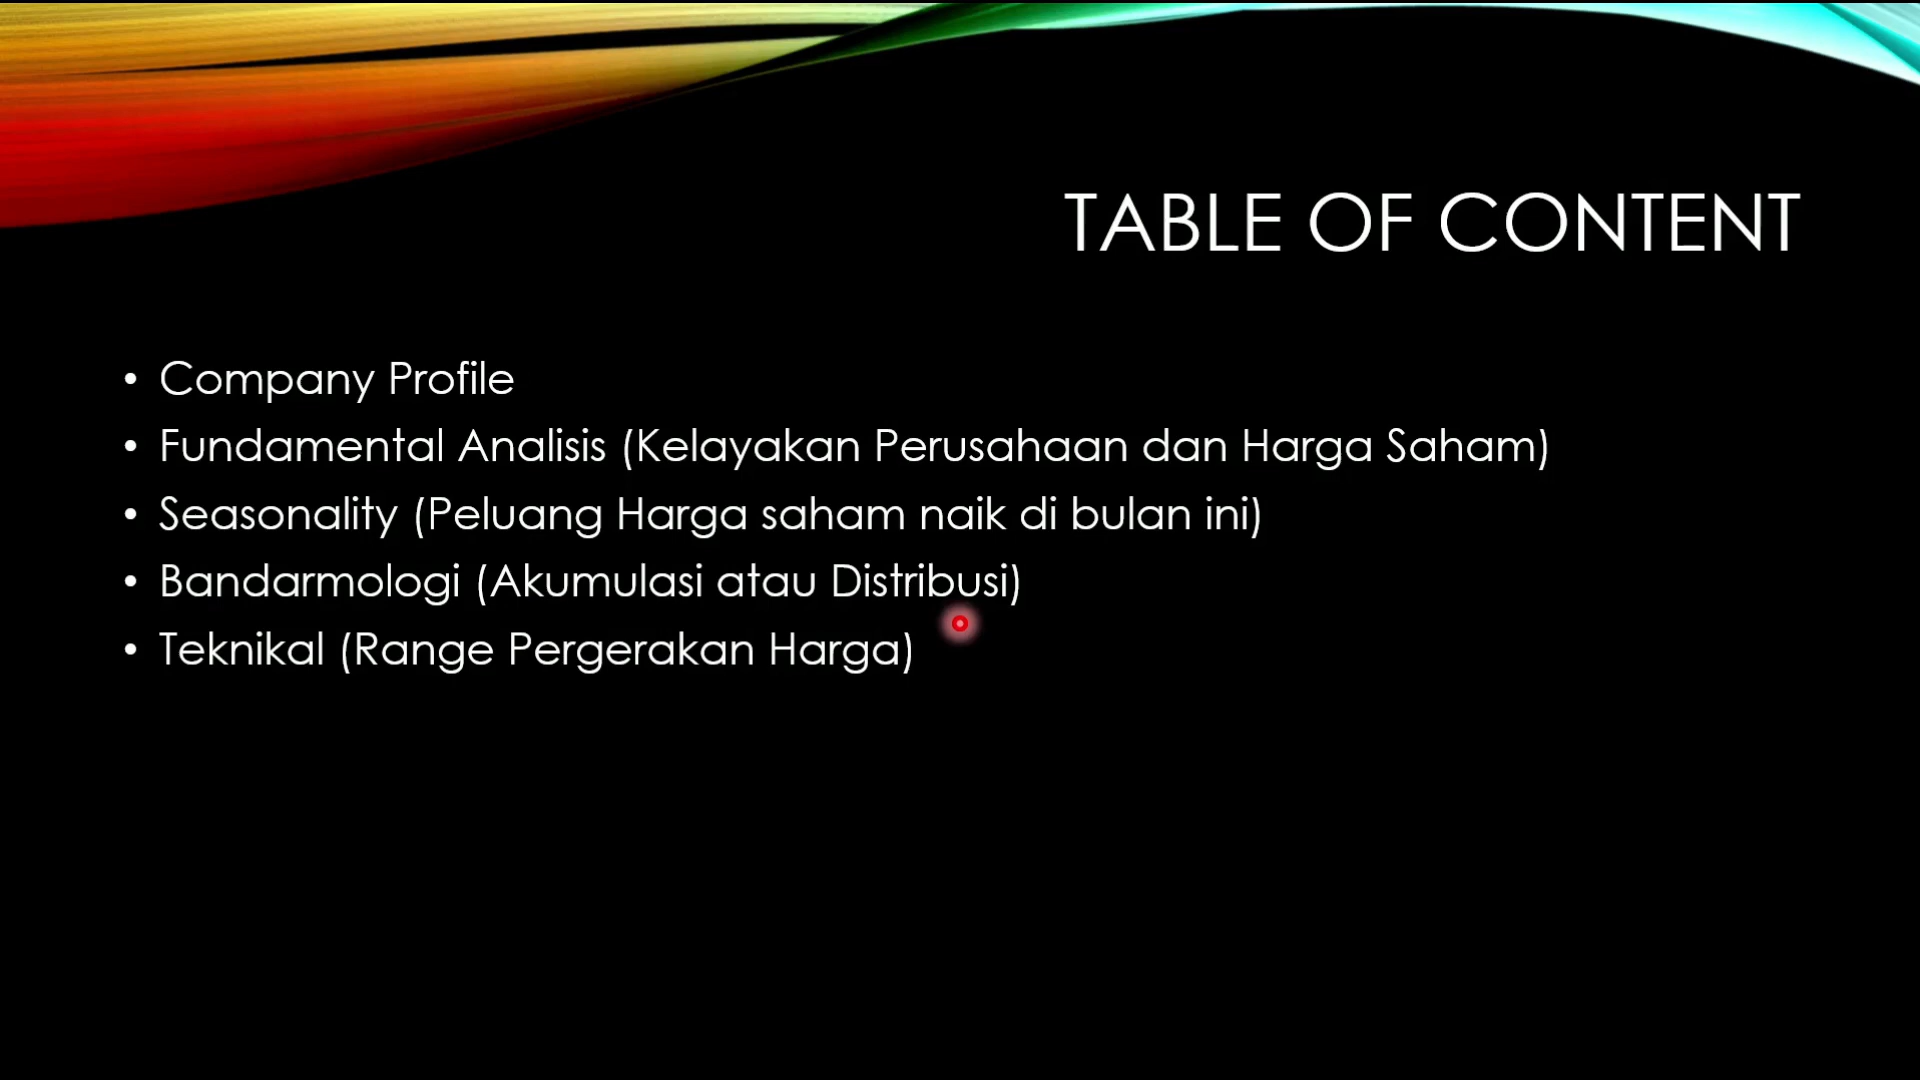 TABLE OF CONTENT
• Company Profile
• Fundamental Analisis (Kelayakan Perusahaan dan Harga Saham)
• Seasonality (Peluang Harga saham naik di bulan ini)
• Bandarmologi (Akumulasi atau Distribusi)
• Teknikal (Range Pergerakan Harga)